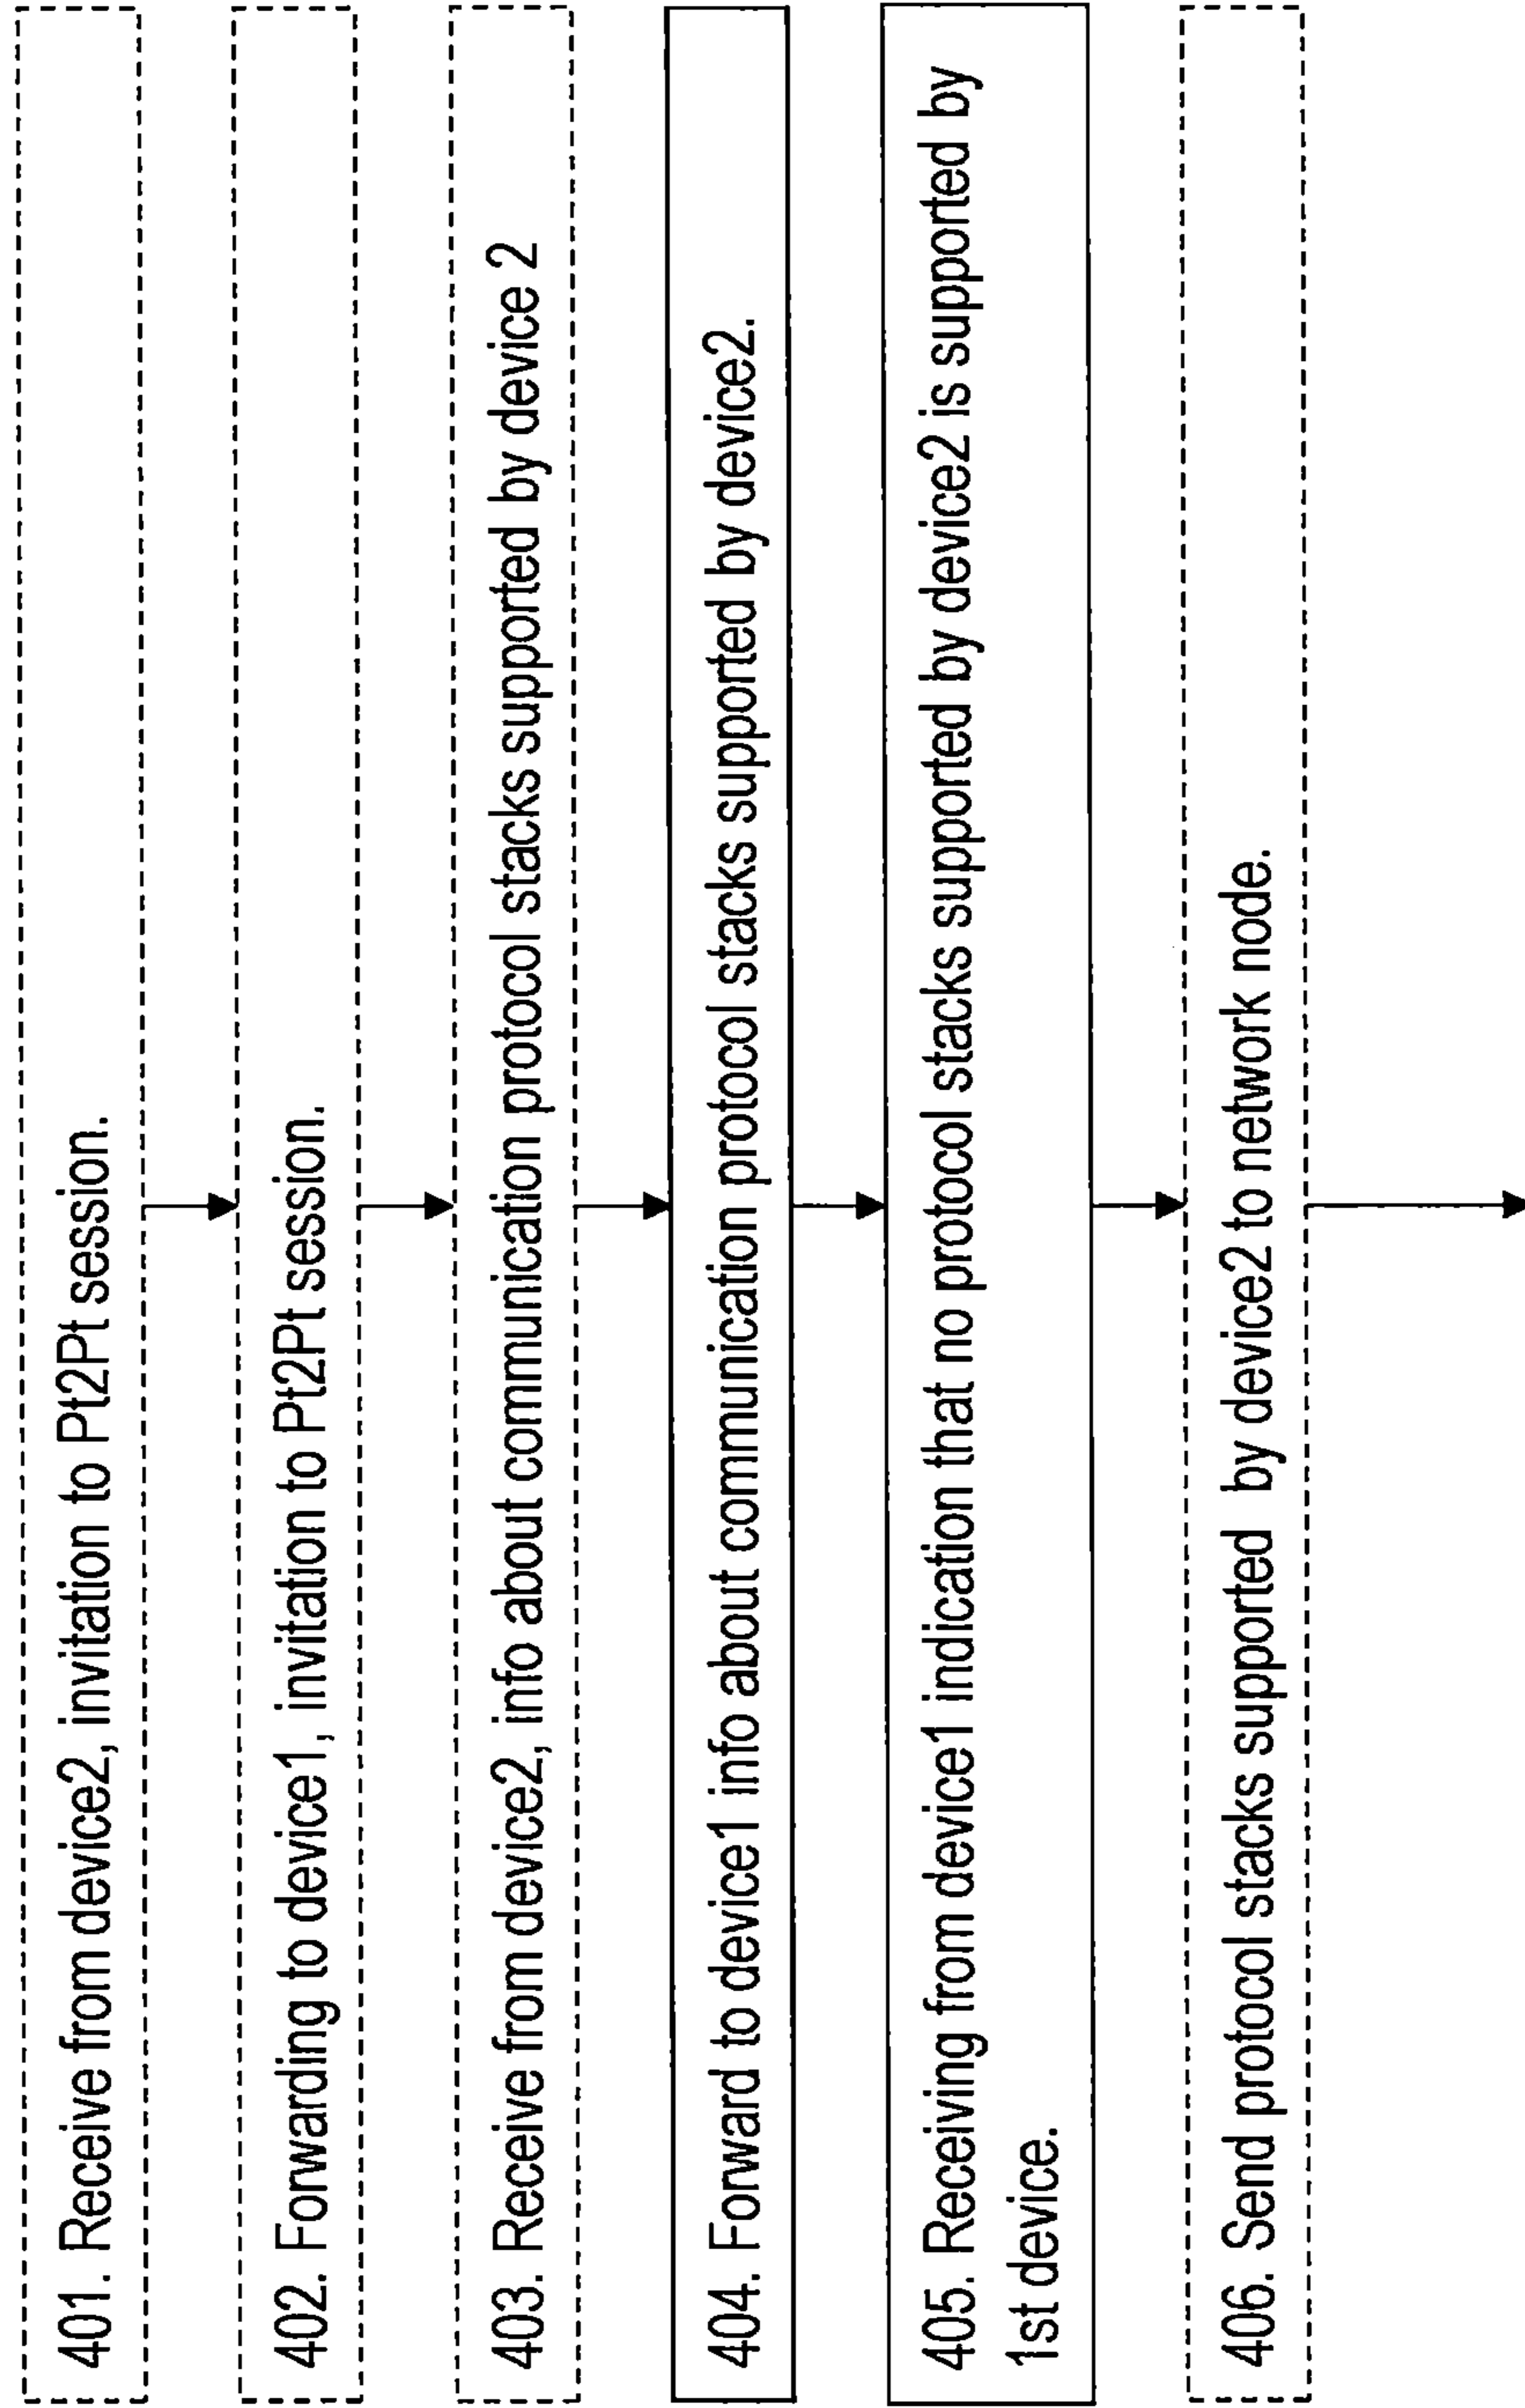 401. Receive from device2, invitation to Pt2Pt session.
402. Forwarding to device1, invitation to Pt2Pt session.
403. Receive from device2, info about communication protocol stacks supported by device 2
404. Forward to device1 info about communication protocol stacks supported by device2.
405. Receiving from device1 indication that no protocol stacks supported by device2 is supported by
1st device.
406. Send protocol stacks supported by device2 to network node.